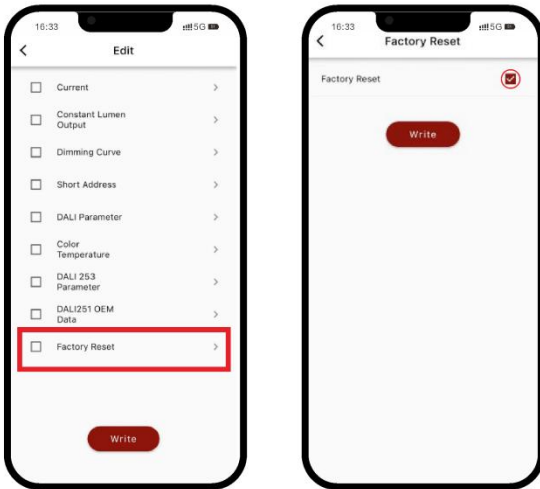 16:33
5G
Edit
Current
Constant Lumen
Output
Dimming Curve
Short Address
DALI Parameter
Color
Temperature
DALI 253
Parameter
DALI251 OEM
Data
Factory Reset
Write
16:33
5G
Factory Reset
Factory Reset
Write